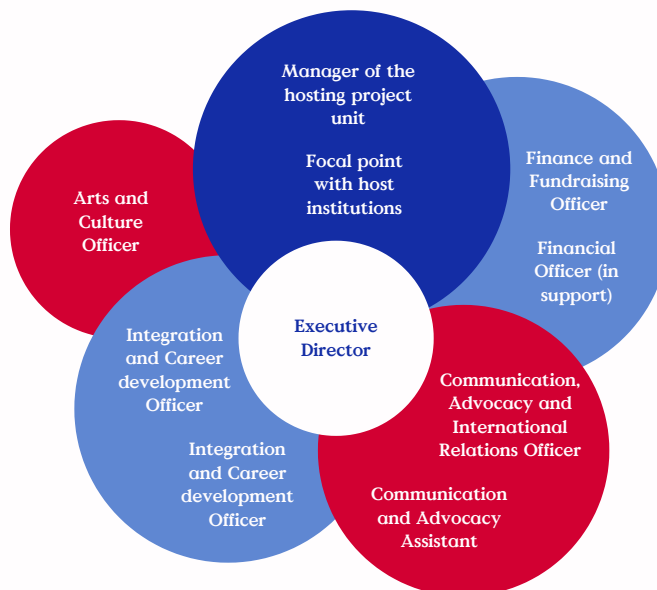 Manager of the
hosting project
unit
Focal point
with host
institutions
Finance and
Fundraising
Officer
Financial
Officer (in
support)
Arts and
Culture
Officer
Executive
Director
Integration
and Career
development
Officer
Integration
and Career
development
Officer
Communication,
Advocacy and
International
Relations Officer
Communication
and Advocacy
Assistant